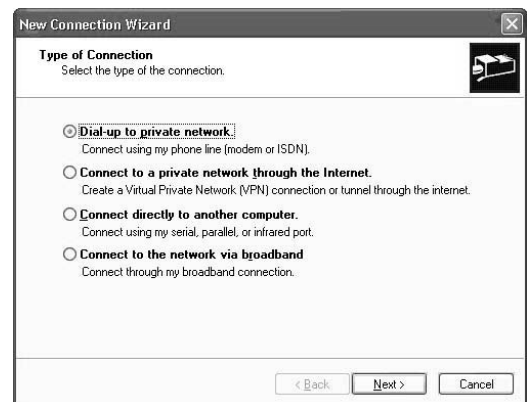 New Connection Wizard
Type of Connection
Select the type of the connection.
Dial-up to private network.
Connect using my phone line (modem or ISDN).
Connect to a private network through the Internet.
Create a Virtual Private Network (VPN) connection or tunnel through the internet.
Connect directly to another computer.
Connect using my serial, parallel, or infrared port.
Connect to the network via broadband
Connect through my broadband connection.
< Back Next > Cancel